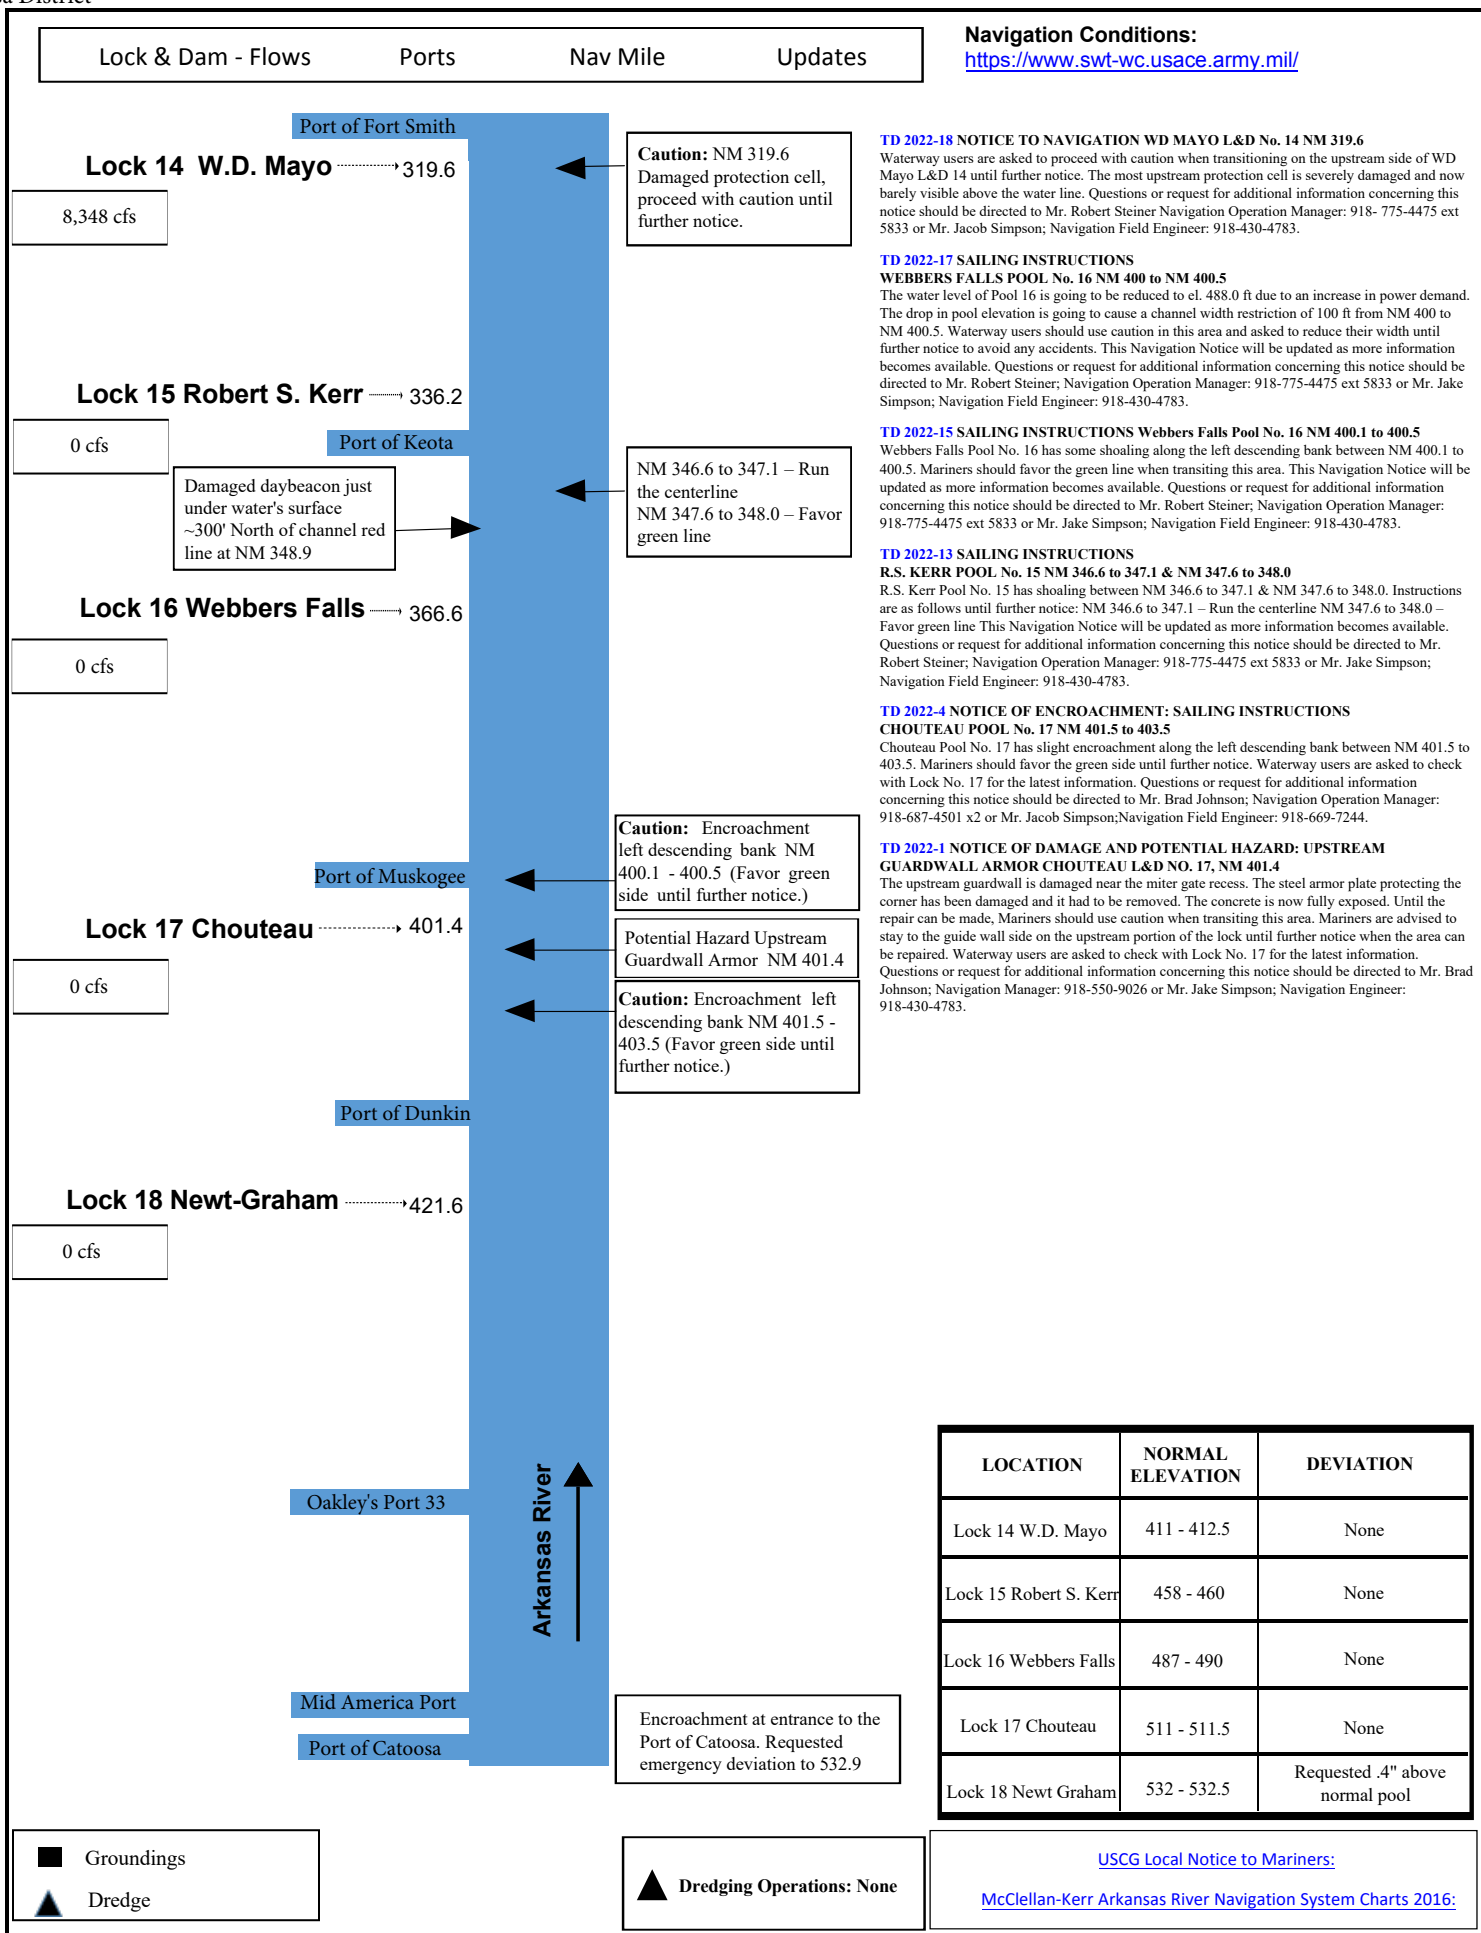 District
Lock & Dam - Flows Ports Nav Mile Updates
Navigation Conditions:
https://www.swt-wc.usace.army.mil/
Port of Fort Smith
Lock 14 W.D. Mayo 319.6
8,348 cfs
Caution: NM 319.6
Damaged protection cell,
proceed with caution until
further notice.
Lock 15 Robert S. Kerr 336.2
0 cfs
Port of Keota
Damaged daybeacon just
under water's surface
~300' North of channel red
line at NM 348.9
NM 346.6 to 347.1 – Run
the centerline
NM 347.6 to 348.0 – Favor
green line
Lock 16 Webbers Falls 366.6
0 cfs
Caution: Encroachment
left descending bank NM
400.1 - 400.5 (Favor green
side until further notice.)
Port of Muskogee
Lock 17 Chouteau 401.4
0 cfs
Potential Hazard Upstream
Guardwall Armor NM 401.4
Caution: Encroachment left
descending bank NM 401.5 -
403.5 (Favor green side until
further notice.)
Port of Dunkin
Lock 18 Newt-Graham 421.6
0 cfs
Oakley's Port 33
Arkansas River
Mid America Port
Port of Catoosa
Encroachment at entrance to the
Port of Catoosa. Requested
emergency deviation to 532.9
TD 2022-18 NOTICE TO NAVIGATION WD MAYO L&D No. 14 NM 319.6
Waterway users are asked to proceed with caution when transitioning on the upstream side of WD
Mayo L&D 14 until further notice. The most upstream protection cell is severely damaged and now
barely visible above the water line. Questions or request for additional information concerning this
notice should be directed to Mr. Robert Steiner Navigation Operation Manager: 918- 775-4475 ext
5833 or Mr. Jacob Simpson; Navigation Field Engineer: 918-430-4783.
TD 2022-17 SAILING INSTRUCTIONS
WEBBERS FALLS POOL No. 16 NM 400 to NM 400.5
The water level of Pool 16 is going to be reduced to el. 488.0 ft due to an increase in power demand.
The drop in pool elevation is going to cause a channel width restriction of 100 ft from NM 400 to
NM 400.5. Waterway users should use caution in this area and asked to reduce their width until
further notice to avoid any accidents. This Navigation Notice will be updated as more information
becomes available. Questions or request for additional information concerning this notice should be
directed to Mr. Robert Steiner; Navigation Operation Manager: 918-775-4475 ext 5833 or Mr. Jake
Simpson; Navigation Field Engineer: 918-430-4783.
TD 2022-15 SAILING INSTRUCTIONS Webbers Falls Pool No. 16 NM 400.1 to 400.5
Webbers Falls Pool No. 16 has some shoaling along the left descending bank between NM 400.1 to
400.5. Mariners should favor the green line when transiting this area. This Navigation Notice will be
updated as more information becomes available. Questions or request for additional information
concerning this notice should be directed to Mr. Robert Steiner; Navigation Operation Manager:
918-775-4475 ext 5833 or Mr. Jake Simpson; Navigation Field Engineer: 918-430-4783.
TD 2022-13 SAILING INSTRUCTIONS
R.S. KERR POOL No. 15 NM 346.6 to 347.1 & NM 347.6 to 348.0
R.S. Kerr Pool No. 15 has shoaling between NM 346.6 to 347.1 & NM 347.6 to 348.0. Instructions
are as follows until further notice: NM 346.6 to 347.1 – Run the centerline NM 347.6 to 348.0 –
Favor green line This Navigation Notice will be updated as more information becomes available.
Questions or request for additional information concerning this notice should be directed to Mr.
Robert Steiner; Navigation Operation Manager: 918-775-4475 ext 5833 or Mr. Jake Simpson;
Navigation Field Engineer: 918-430-4783.
TD 2022-4 NOTICE OF ENCROACHMENT: SAILING INSTRUCTIONS
CHOUTEAU POOL No. 17 NM 401.5 to 403.5
Chouteau Pool No. 17 has slight encroachment along the left descending bank between NM 401.5 to
403.5. Mariners should favor the green side until further notice. Waterway users are asked to check
with Lock No. 17 for the latest information. Questions or request for additional information
concerning this notice should be directed to Mr. Brad Johnson; Navigation Operation Manager:
918-687-4501 x2 or Mr. Jacob Simpson;Navigation Field Engineer: 918-669-7244.
TD 2022-1 NOTICE OF DAMAGE AND POTENTIAL HAZARD: UPSTREAM
GUARDWALL ARMOR CHOUTEAU L&D NO. 17, NM 401.4
The upstream guardwall is damaged near the miter gate recess. The steel armor plate protecting the
corner has been damaged and it had to be removed. The concrete is now fully exposed. Until the
repair can be made, Mariners should use caution when transiting this area. Mariners are advised to
stay to the guide wall side on the upstream portion of the lock until further notice when the area can
be repaired. Waterway users are asked to check with Lock No. 17 for the latest information.
Questions or request for additional information concerning this notice should be directed to Mr. Brad
Johnson; Navigation Manager: 918-550-9026 or Mr. Jake Simpson; Navigation Engineer:
918-430-4783.
LOCATION NORMAL ELEVATION DEVIATION
Lock 14 W.D. Mayo 411 - 412.5 None
Lock 15 Robert S. Kerr 458 - 460 None
Lock 16 Webbers Falls 487 - 490 None
Lock 17 Chouteau 511 - 511.5 None
Lock 18 Newt Graham 532 - 532.5 Requested .4" above normal pool
Groundings
Dredge
Dredging Operations: None
USCG Local Notice to Mariners:
McClellan-Kerr Arkansas River Navigation System Charts 2016: